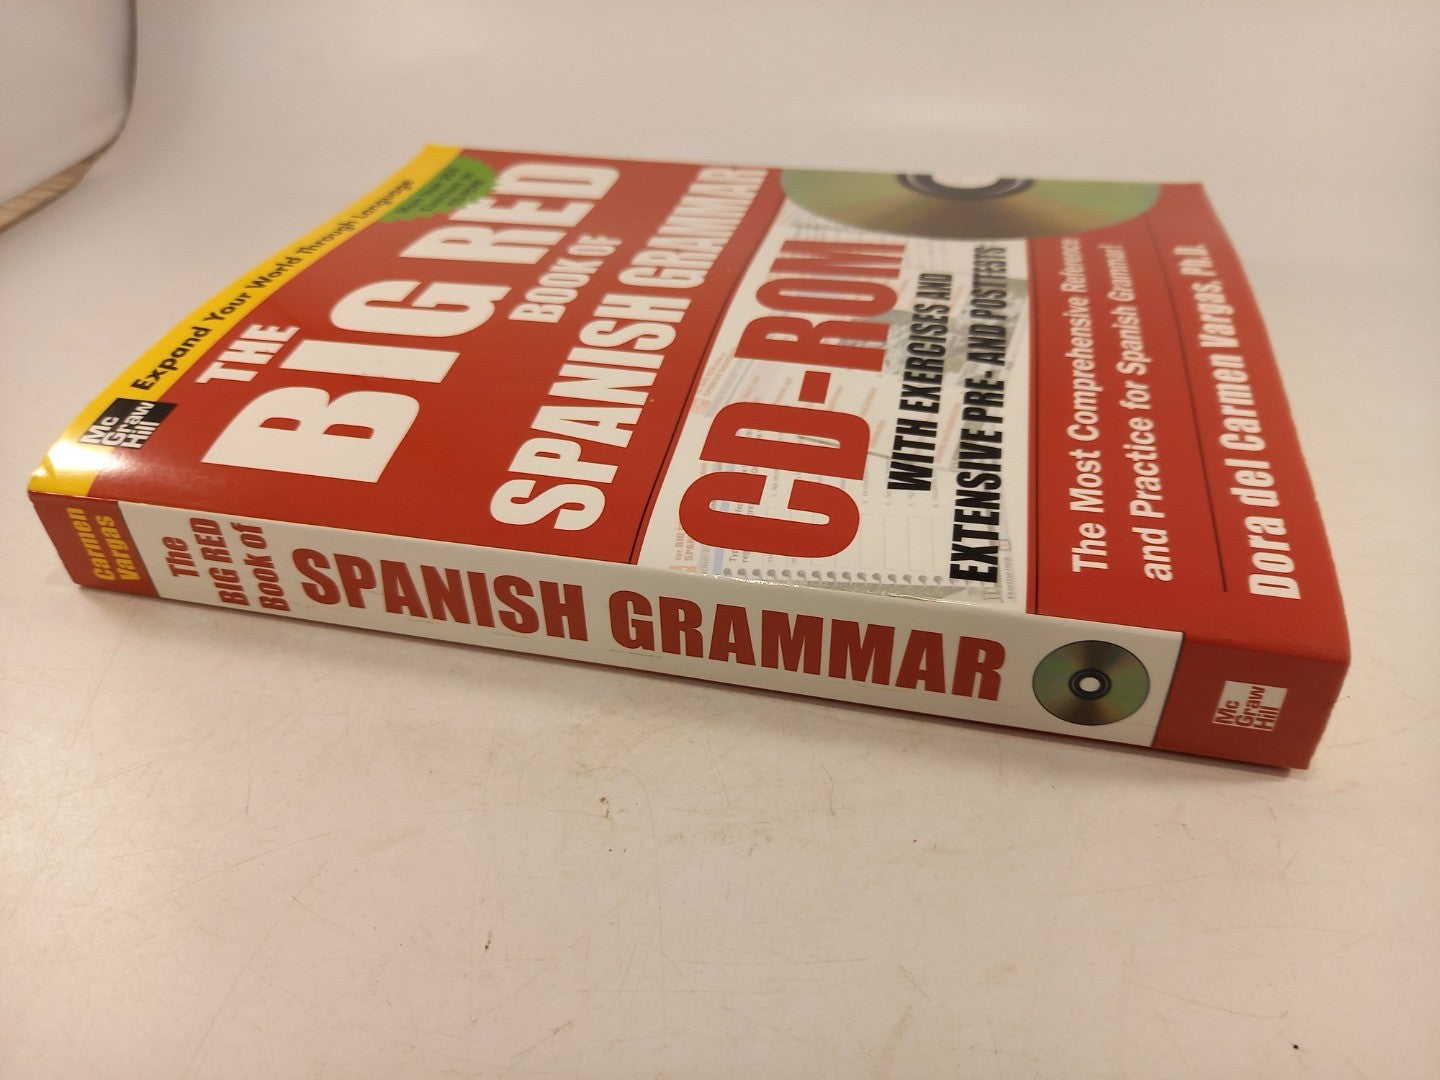 Expand Your World Through Language
Mc
Graw
Hill
THE
BIG RED
BOOK OF
SPANISH GRAMMAR
CD-ROM
WITH EXERCISES AND
EXTENSIVE PRE- AND POSTTESTS
The Most Comprehensive Reference
and Practice for Spanish Grammar!
Dora del Carmen Vargas, Ph.D.
Carmen
Vargas
The
BIG RED
Book of
SPANISH GRAMMAR
Mc
Graw
Hill